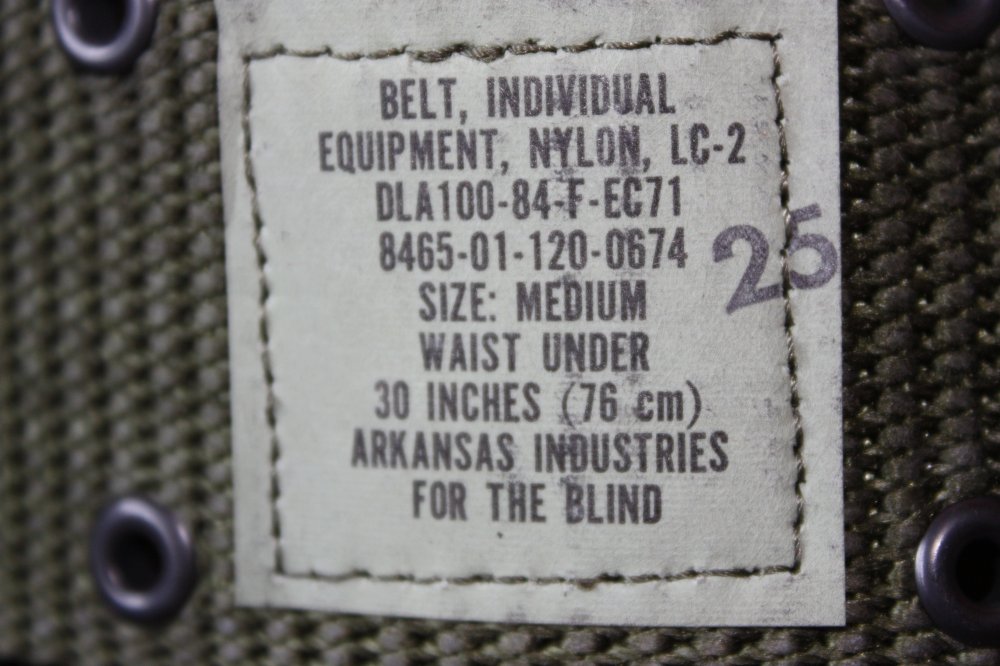 BELT, INDIVIDUAL
EQUIPMENT, NYLON, LC-2
DLA100-84-F-EC71
8465-01-120-0674
25
SIZE: MEDIUM
WAIST UNDER
30 INCHES (76 cm)
ARKANSAS INDUSTRIES
FOR THE BLIND